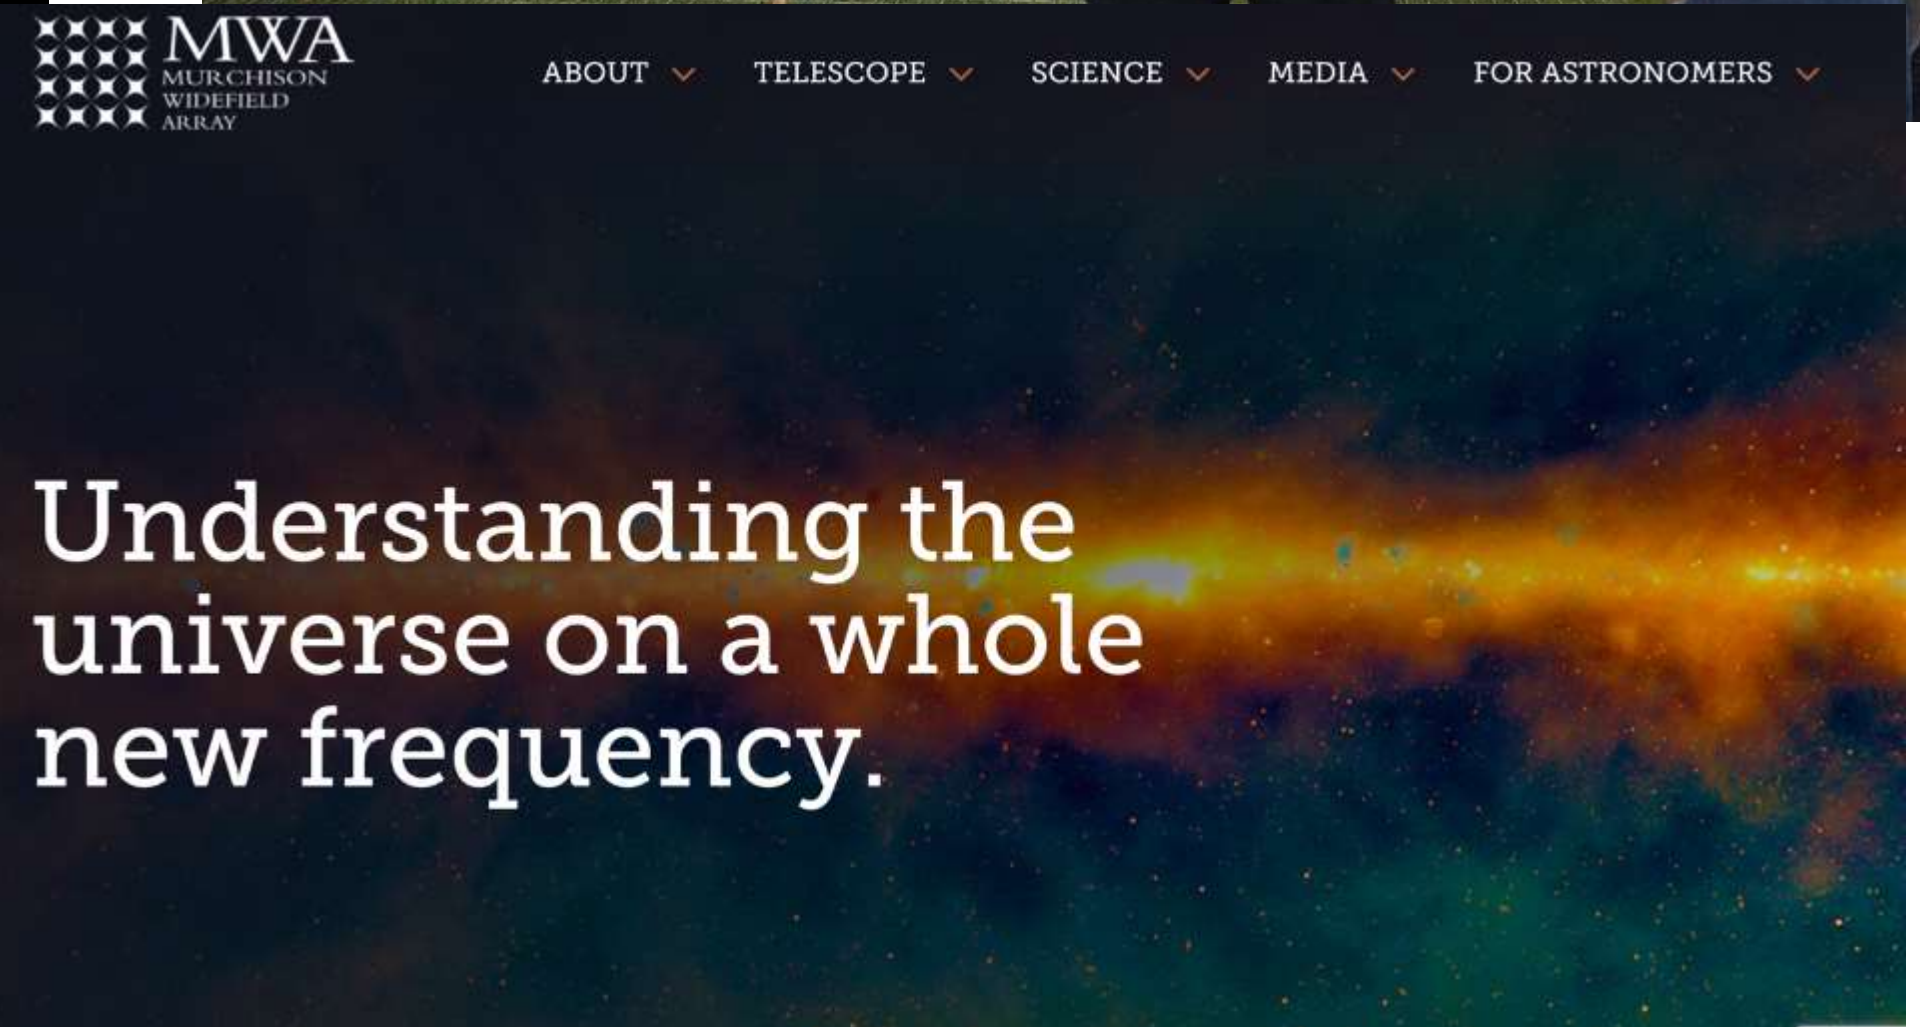 MWA
MURCHISON
WIDEFIELD
ARRAY
ABOUT TELESCOPE SCIENCE MEDIA FOR ASTRONOMERS
Understanding the
universe on a whole
new frequency.